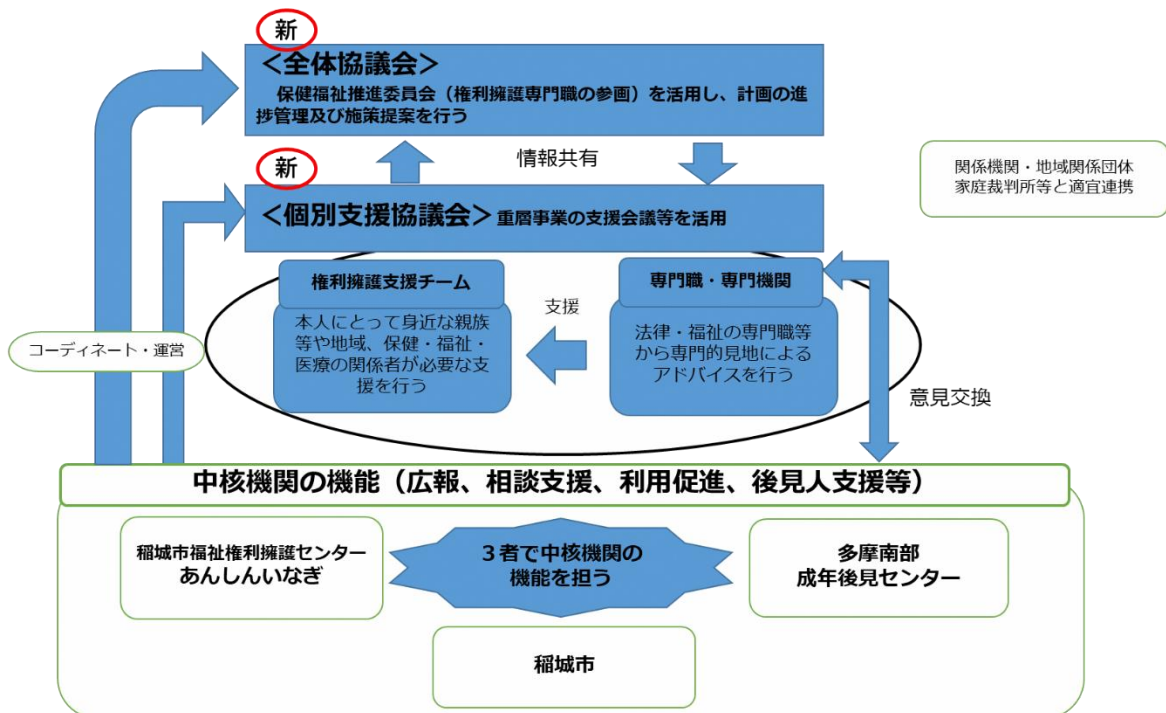 新
＜全体協議会＞
保健福祉推進委員会（権利擁護専門職の参画）を活用し、計画の進
捗管理及び施策提案を行う
情報共有
新
＜個別支援協議会＞重層事業の支援会議等を活用
関係機関・地域関係団体
家庭裁判所等と適宜連携
権利擁護支援チーム
本人にとって身近な親族
等や地域、保健・福祉・
医療の関係者が必要な支
援を行う
支援
専門職・専門機関
法律・福祉の専門職等
から専門的見地による
アドバイスを行う
コーディネート・運営
意見交換
中核機関の機能（広報、相談支援、利用促進、後見人支援等）
稲城市福祉権利擁護センター
あんしんいなぎ
３者で中核機関の
機能を担う
多摩南部
成年後見センター
稲城市